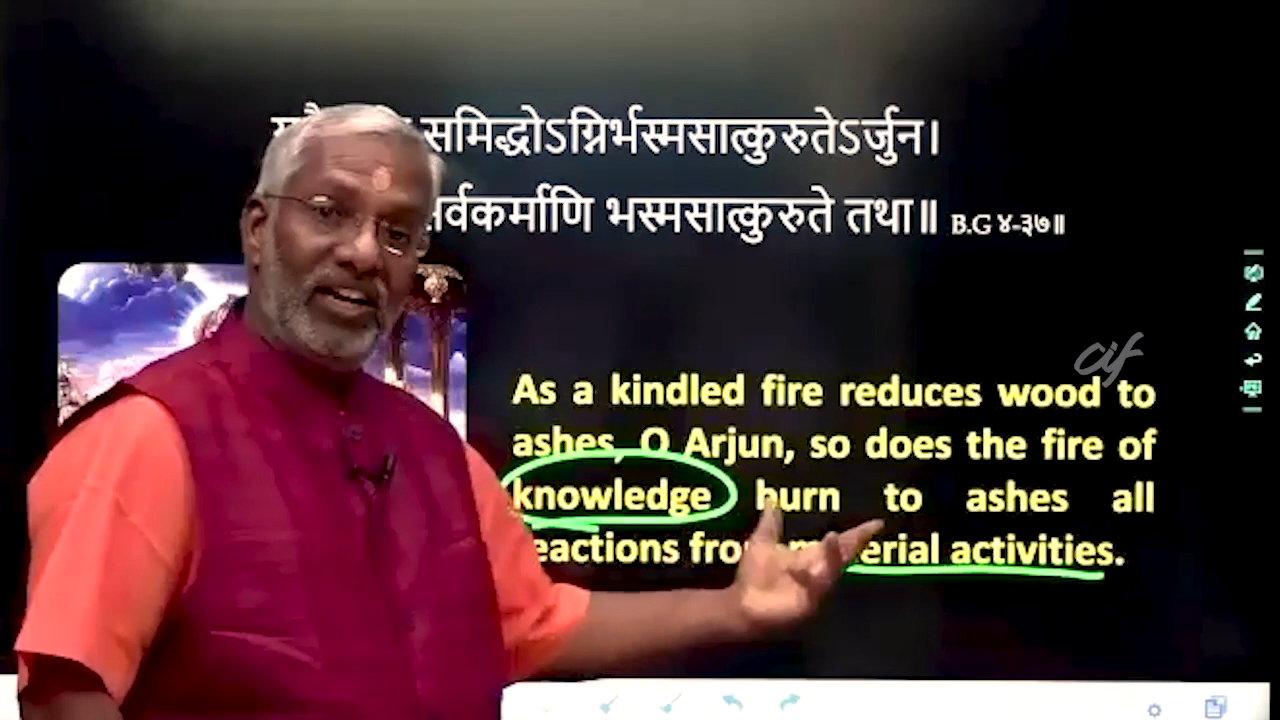 समिद्धोऽग्निर्भस्मसात्कुरुतेऽर्जुन।
भस्मसात्कुरुते तथा॥ B.G ४-३७॥
cif
As a kindled fire reduces wood to
ashes, O Arjun, so does the fire of
knowledge burn to ashes all
activities.